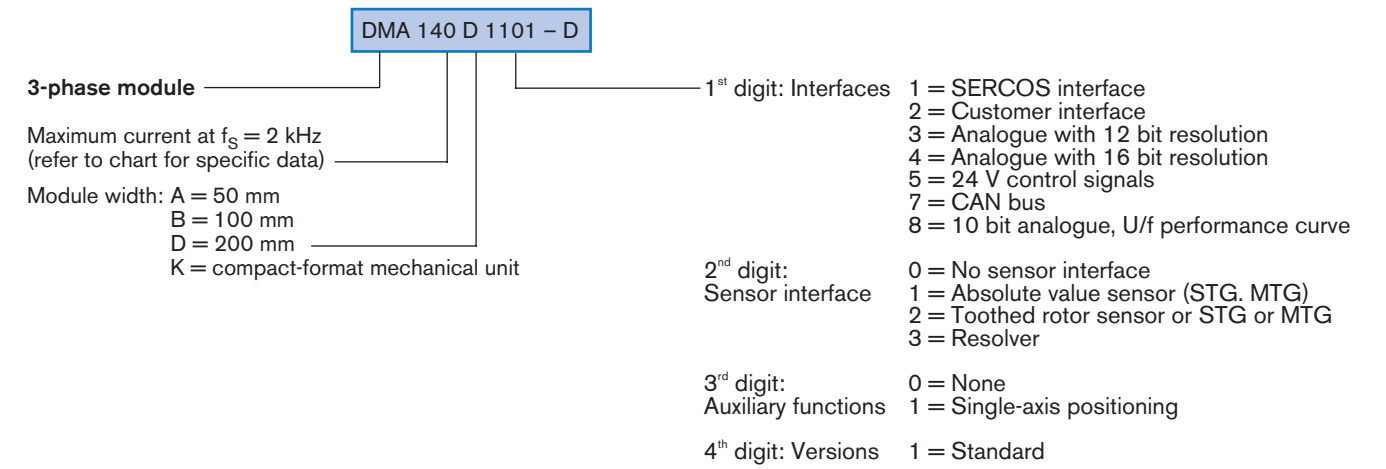 DMA 140 D 1101 – D
3-phase module
Maximum current at fS = 2 kHz
(refer to chart for specific data)
Module width: A = 50 mm
B = 100 mm
D = 200 mm
K = compact-format mechanical unit
1st digit: Interfaces 1 = SERCOS interface
2 = Customer interface
3 = Analogue with 12 bit resolution
4 = Analogue with 16 bit resolution
5 = 24 V control signals
7 = CAN bus
8 = 10 bit analogue, U/f performance curve
2nd digit: 0 = No sensor interface
Sensor interface 1 = Absolute value sensor (STG. MTG)
2 = Toothed rotor sensor or STG or MTG
3 = Resolver
3rd digit: 0 = None
Auxiliary functions 1 = Single-axis positioning
4th digit: Versions 1 = Standard